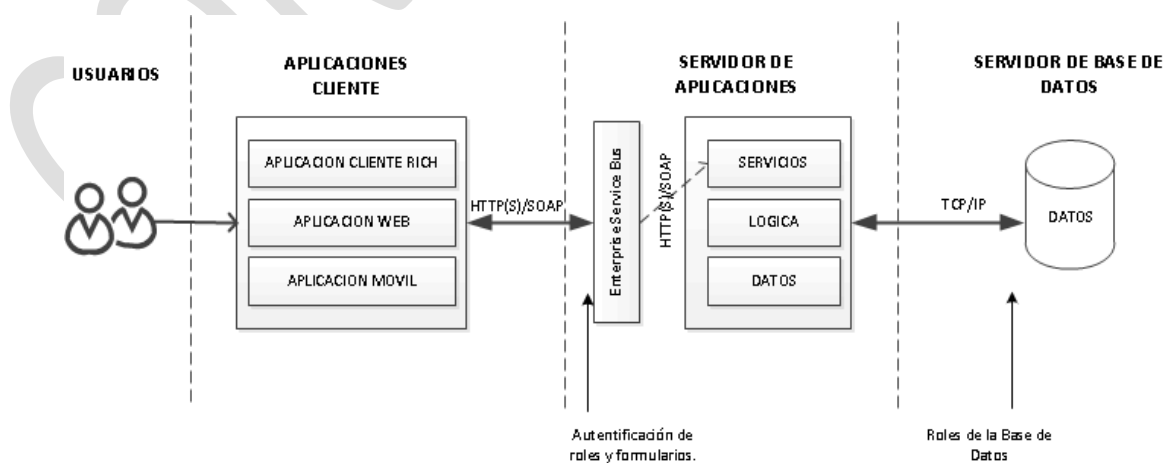 USUARIOS
APLICACIONES
CLIENTE
SERVIDOR DE
APLICACIONES
SERVIDOR DE BASE DE
DATOS
APLICACION CLIENTE RICH
APLICACION WEB
APLICACION MOVIL
HTTP(S)/SOAP
Enterprise Service Bus
HTTP(S)/SOAP
SERVICIOS
LOGICA
DATOS
TCP/IP
DATOS
Autentificación de
roles y formularios.
Roles de la Base de
Datos